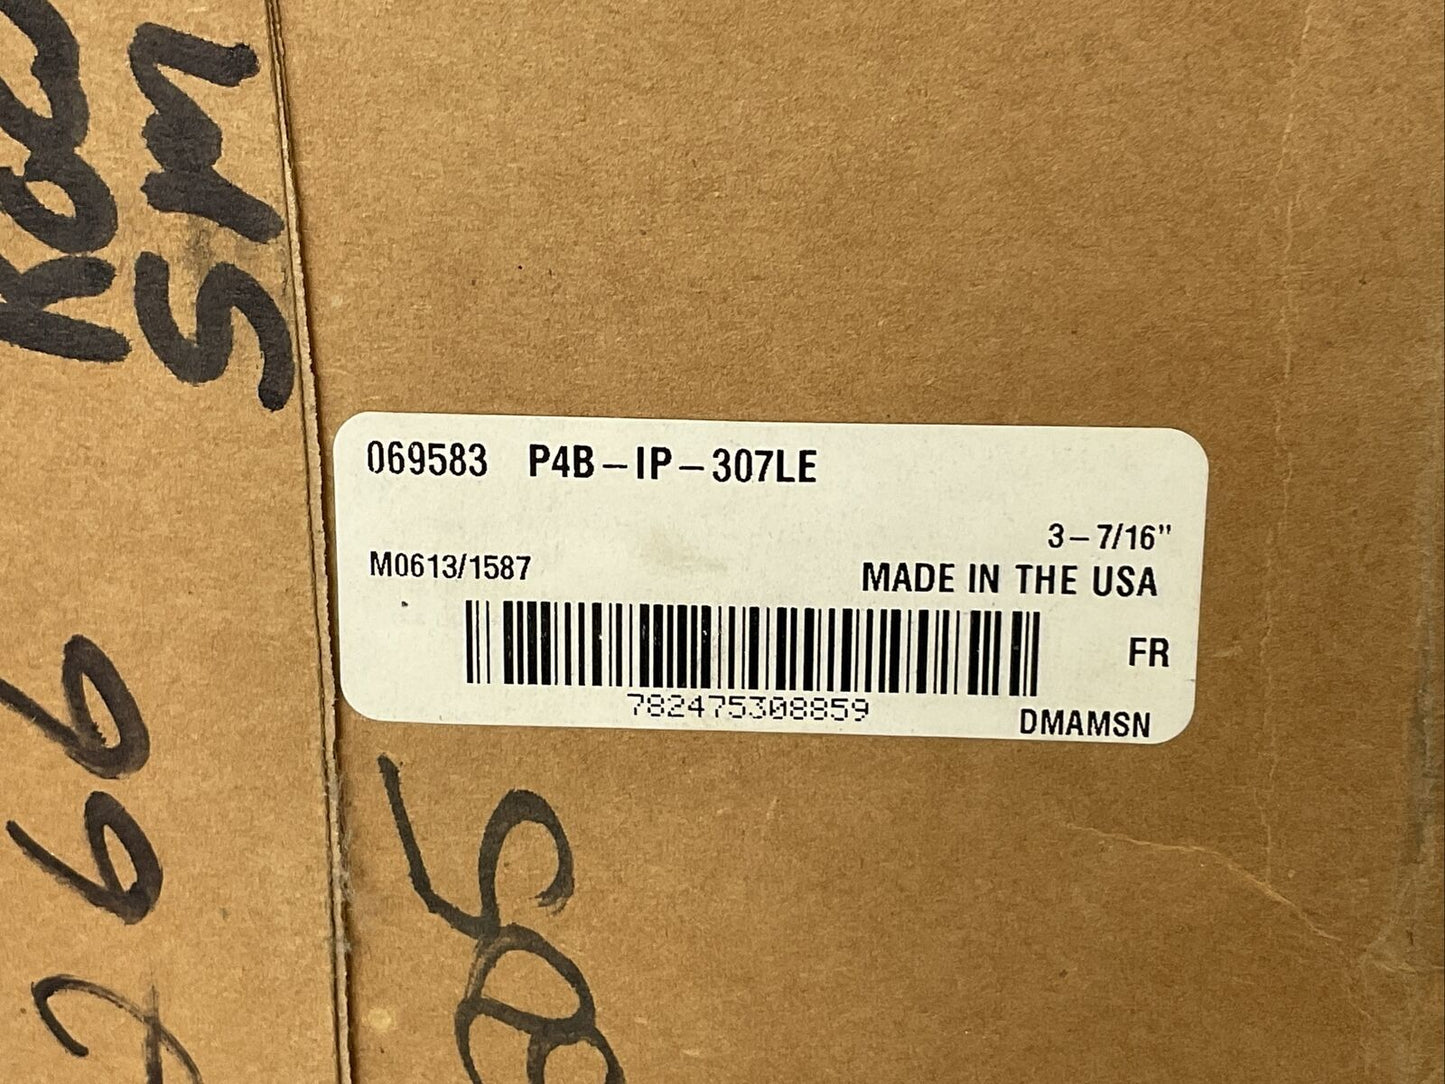 069583 P4B-IP-307LE
3-7/16"
M0613/1587
MADE IN THE USA
FR
782475308859
DMAMSN